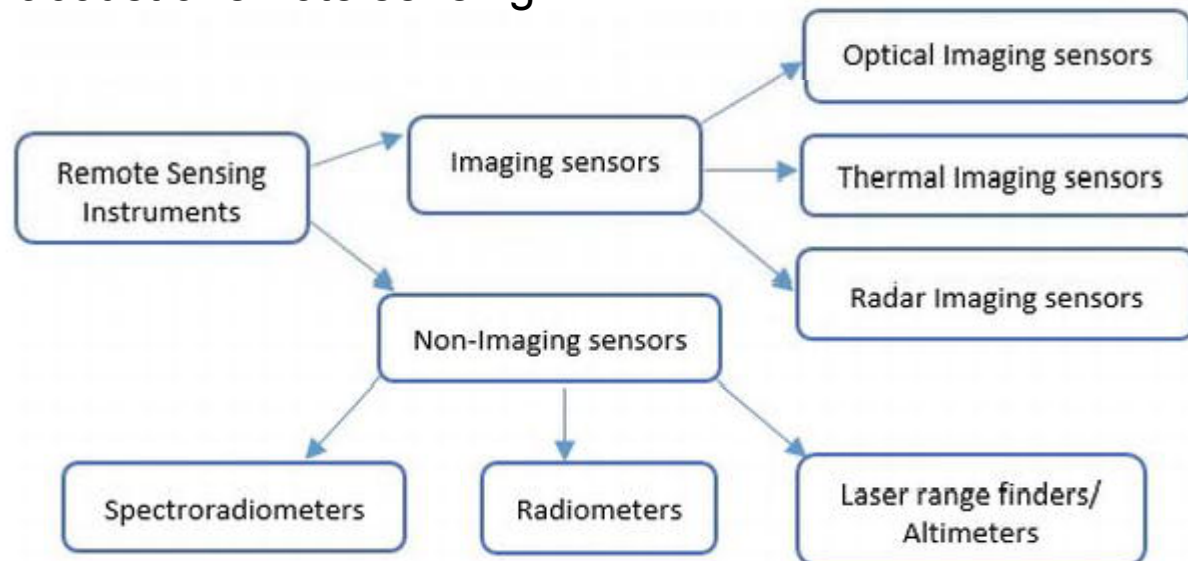 sensing
Optical Imaging sensors
Remote Sensing
Instruments
Imaging sensors
Thermal Imaging sensors
Radar Imaging sensors
Non-Imaging sensors
Spectroradiometers
Radiometers
Laser range finders/
Altimeters